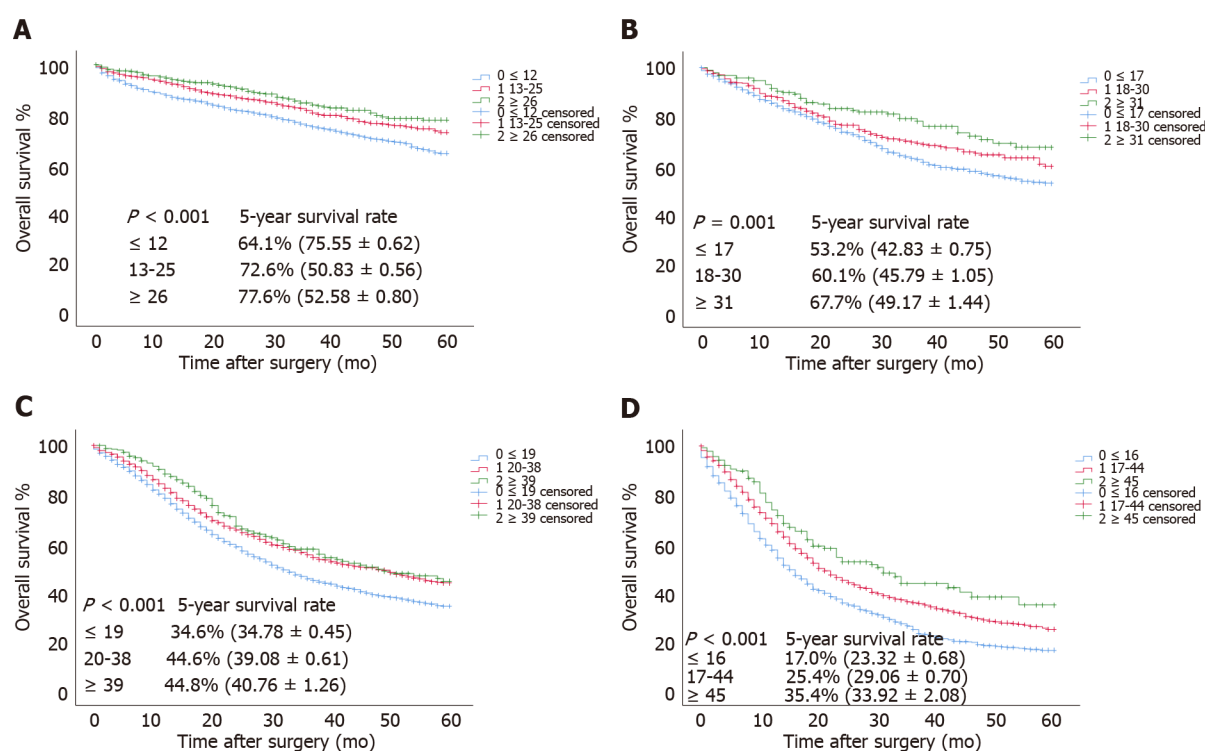 A
100
80
60
40
20
0
Overall survival %
0 ≤ 12
1 13-25
2 ≥ 26
0 ≤ 12 censored
1 13-25 censored
2 ≥ 26 censored
P < 0.001 5-year survival rate
≤ 12 64.1% (75.55 ± 0.62)
13-25 72.6% (50.83 ± 0.56)
≥ 26 77.6% (52.58 ± 0.80)
0 10 20 30 40 50 60
Time after surgery (mo)
B
100
80
60
40
20
0
Overall survival %
0 ≤ 17
1 18-30
2 ≥ 31
0 ≤ 17 censored
1 18-30 censored
2 ≥ 31 censored
P = 0.001 5-year survival rate
≤ 17 53.2% (42.83 ± 0.75)
18-30 60.1% (45.79 ± 1.05)
≥ 31 67.7% (49.17 ± 1.44)
0 10 20 30 40 50 60
Time after surgery (mo)
C
100
80
60
40
20
0
Overall survival %
0 ≤ 19
1 20-38
2 ≥ 39
0 ≤ 19 censored
1 20-38 censored
2 ≥ 39 censored
P < 0.001 5-year survival rate
≤ 19 34.6% (34.78 ± 0.45)
20-38 44.6% (39.08 ± 0.61)
≥ 39 44.8% (40.76 ± 1.26)
0 10 20 30 40 50 60
Time after surgery (mo)
D
100
80
60
40
20
0
Overall survival %
0 ≤ 16
1 17-44
2 ≥ 45
0 ≤ 16 censored
1 17-44 censored
2 ≥ 45 censored
P < 0.001 5-year survival rate
≤ 16 17.0% (23.32 ± 0.68)
17-44 25.4% (29.06 ± 0.70)
≥ 45 35.4% (33.92 ± 2.08)
0 10 20 30 40 50 60
Time after surgery (mo)